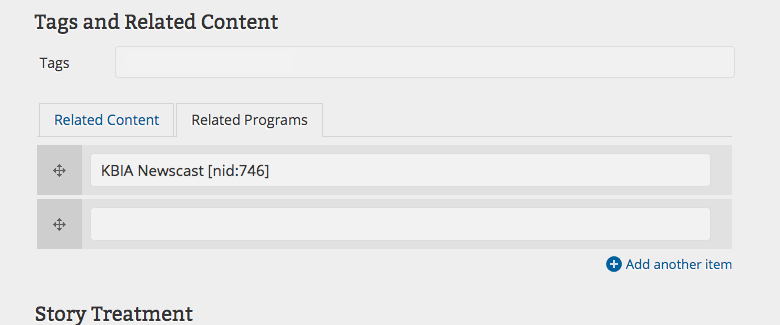 Tags and Related Content
Tags
Related Content Related Programs
KBIA Newscast [nid:746]
Add another item
Story Treatment